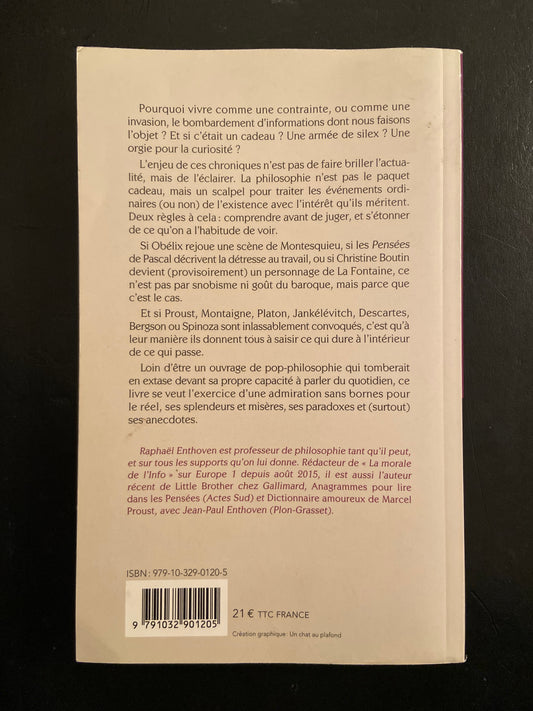 Pourquoi vivre comme une contrainte, ou comme une
invasion, le bombardement d'informations dont nous faisons
l'objet ? Et si c'était un cadeau ? Une armée de silex ? Une
orgie pour la curiosité ?
L'enjeu de ces chroniques n'est pas de faire briller l'actua-
lité, mais de l'éclairer. La philosophie n'est pas le paquet
cadeau, mais un scalpel pour traiter les événements ordi-
naires (ou non) de l'existence avec l'intérêt qu'ils méritent.
Deux règles à cela : comprendre avant de juger, et s'étonner
de ce qu'on a l'habitude de voir.
Si Obélix rejoue une scène de Montesquieu, si les Pensées
de Pascal décrivent la détresse au travail, ou si Christine Boutin
devient (provisoirement) un personnage de La Fontaine, ce
n'est pas par snobisme ni goût du baroque, mais parce que
c'est le cas.
Et si Proust, Montaigne, Platon, Jankélévitch, Descartes,
Bergson ou Spinoza sont inlassablement convoqués, c'est qu'à
leur manière ils donnent tous à saisir ce qui dure à l'intérieur
de ce qui passe.
Loin d'être un ouvrage de pop-philosophie qui tomberait
en extase devant sa propre capacité à parler du quotidien, ce
livre se veut l'exercice d'une admiration sans bornes pour
le réel, ses splendeurs et misères, ses paradoxes et (surtout)
ses anecdotes.
Raphaël Enthoven est professeur de philosophie tant qu'il peut,
et sur tous les supports qu'on lui donne. Rédacteur de « La morale
de l'Info » sur Europe 1 depuis août 2015, il est aussi l'auteur
récent de Little Brother chez Gallimard, Anagrammes pour lire
dans les Pensées (Actes Sud) et Dictionnaire amoureux de Marcel
Proust, avec Jean-Paul Enthoven (Plon-Grasset).
ISBN : 979-10-329-0120-5
9 791032 901205
21 € TTC FRANCE
Création graphique : Un chat au plafond